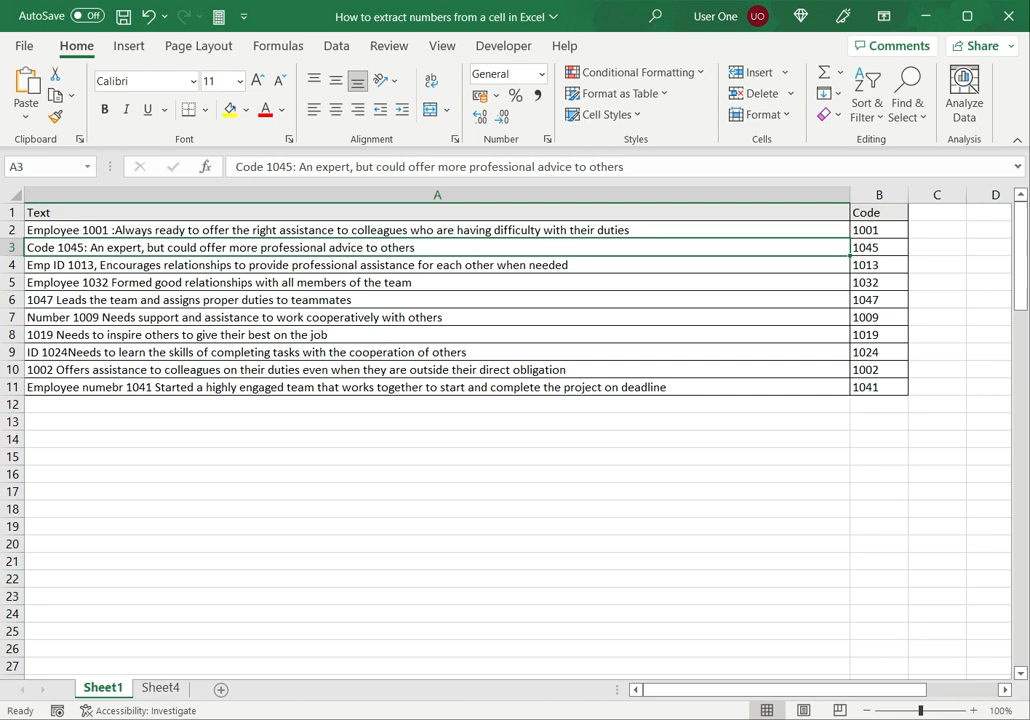 AutoSave Off How to extract numbers from a cell in Excel User One UO
File Home Insert Page Layout Formulas Data Review View Developer Help Comments Share
Paste Calibri 11 A A General Conditional Formatting Insert Sort & Find & Analyze
B I U A ab % , Format as Table Delete Filter Select Data
Cell Styles Format
Clipboard Font Alignment Number Styles Cells Editing Analysis
A3 fx Code 1045: An expert, but could offer more professional advice to others
A B C D
1 Text Code
2 Employee 1001 :Always ready to offer the right assistance to colleagues who are having difficulty with their duties 1001
3 Code 1045: An expert, but could offer more professional advice to others 1045
4 Emp ID 1013, Encourages relationships to provide professional assistance for each other when needed 1013
5 Employee 1032 Formed good relationships with all members of the team 1032
6 1047 Leads the team and assigns proper duties to teammates 1047
7 Number 1009 Needs support and assistance to work cooperatively with others 1009
8 1019 Needs to inspire others to give their best on the job 1019
9 ID 1024Needs to learn the skills of completing tasks with the cooperation of others 1024
10 1002 Offers assistance to colleagues on their duties even when they are outside their direct obligation 1002
11 Employee numebr 1041 Started a highly engaged team that works together to start and complete the project on deadline 1041
12
13
14
15
16
17
18
19
20
21
22
23
24
25
26
27
Sheet1 Sheet4
Ready Accessibility: Investigate 100%